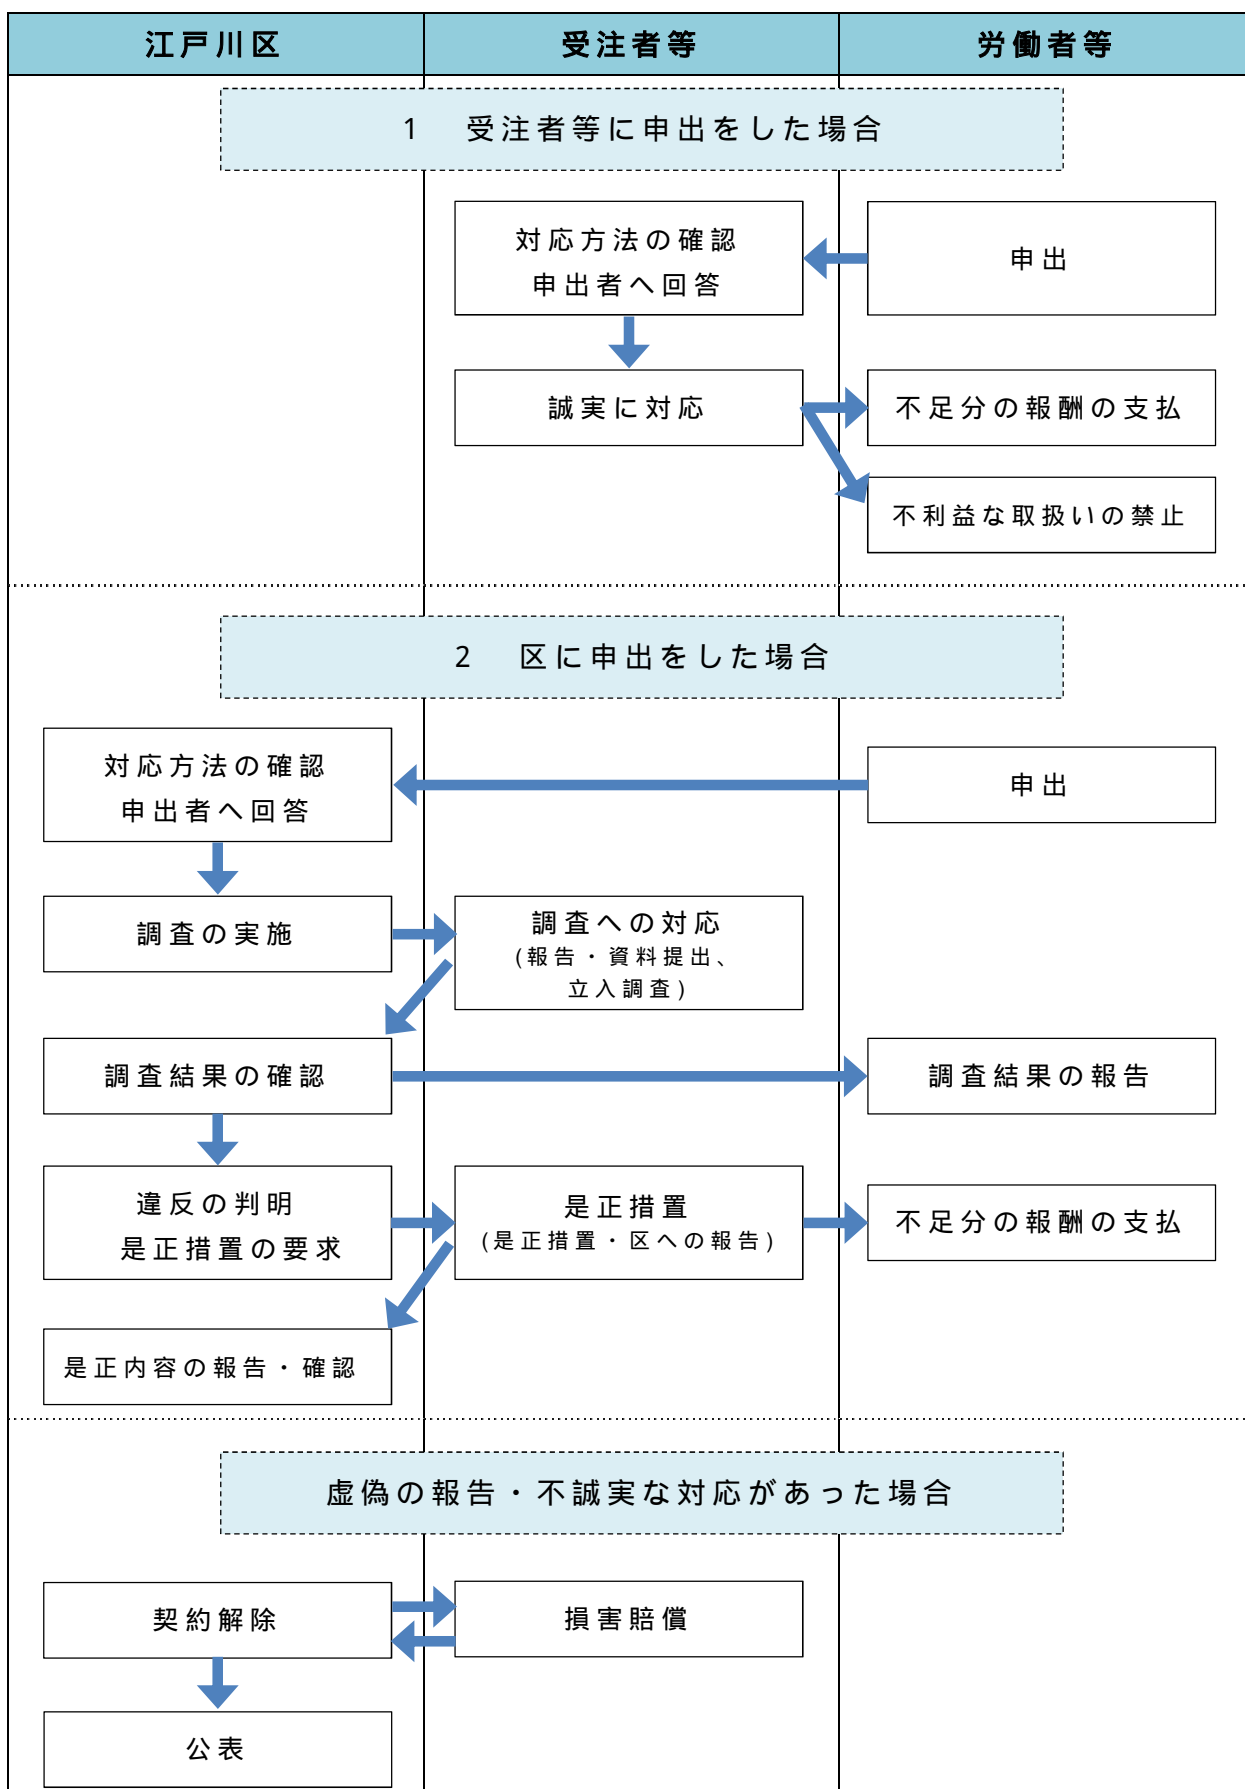 江戸川区
受注者等
労働者等
1 受注者等に申出をした場合
対応方法の確認
申出者へ回答
申出
誠実に対応
不足分の報酬の支払
不利益な取扱いの禁止
2 区に申出をした場合
対応方法の確認
申出者へ回答
申出
調査の実施
調査への対応
(報告・資料提出、
立入調査)
調査結果の確認
調査結果の報告
違反の判明
是正措置の要求
是正措置
(是正措置・区への報告)
不足分の報酬の支払
是正内容の報告・確認
虚偽の報告・不誠実な対応があった場合
契約解除
損害賠償
公表